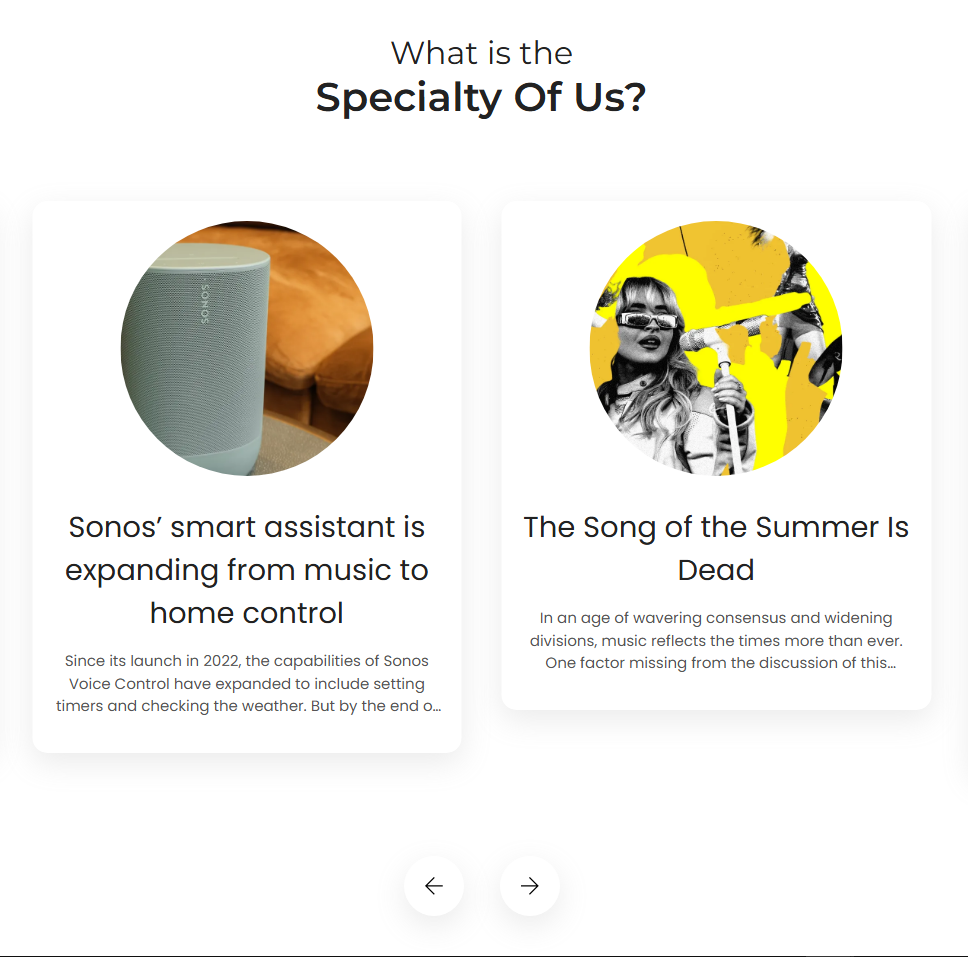 What is the
Specialty Of Us?
SONOS
Sonos’ smart assistant is
expanding from music to
home control
Since its launch in 2022, the capabilities of Sonos
Voice Control have expanded to include setting
timers and checking the weather. But by the end o…
The Song of the Summer Is
Dead
In an age of wavering consensus and widening
divisions, music reflects the times more than ever.
One factor missing from the discussion of this…